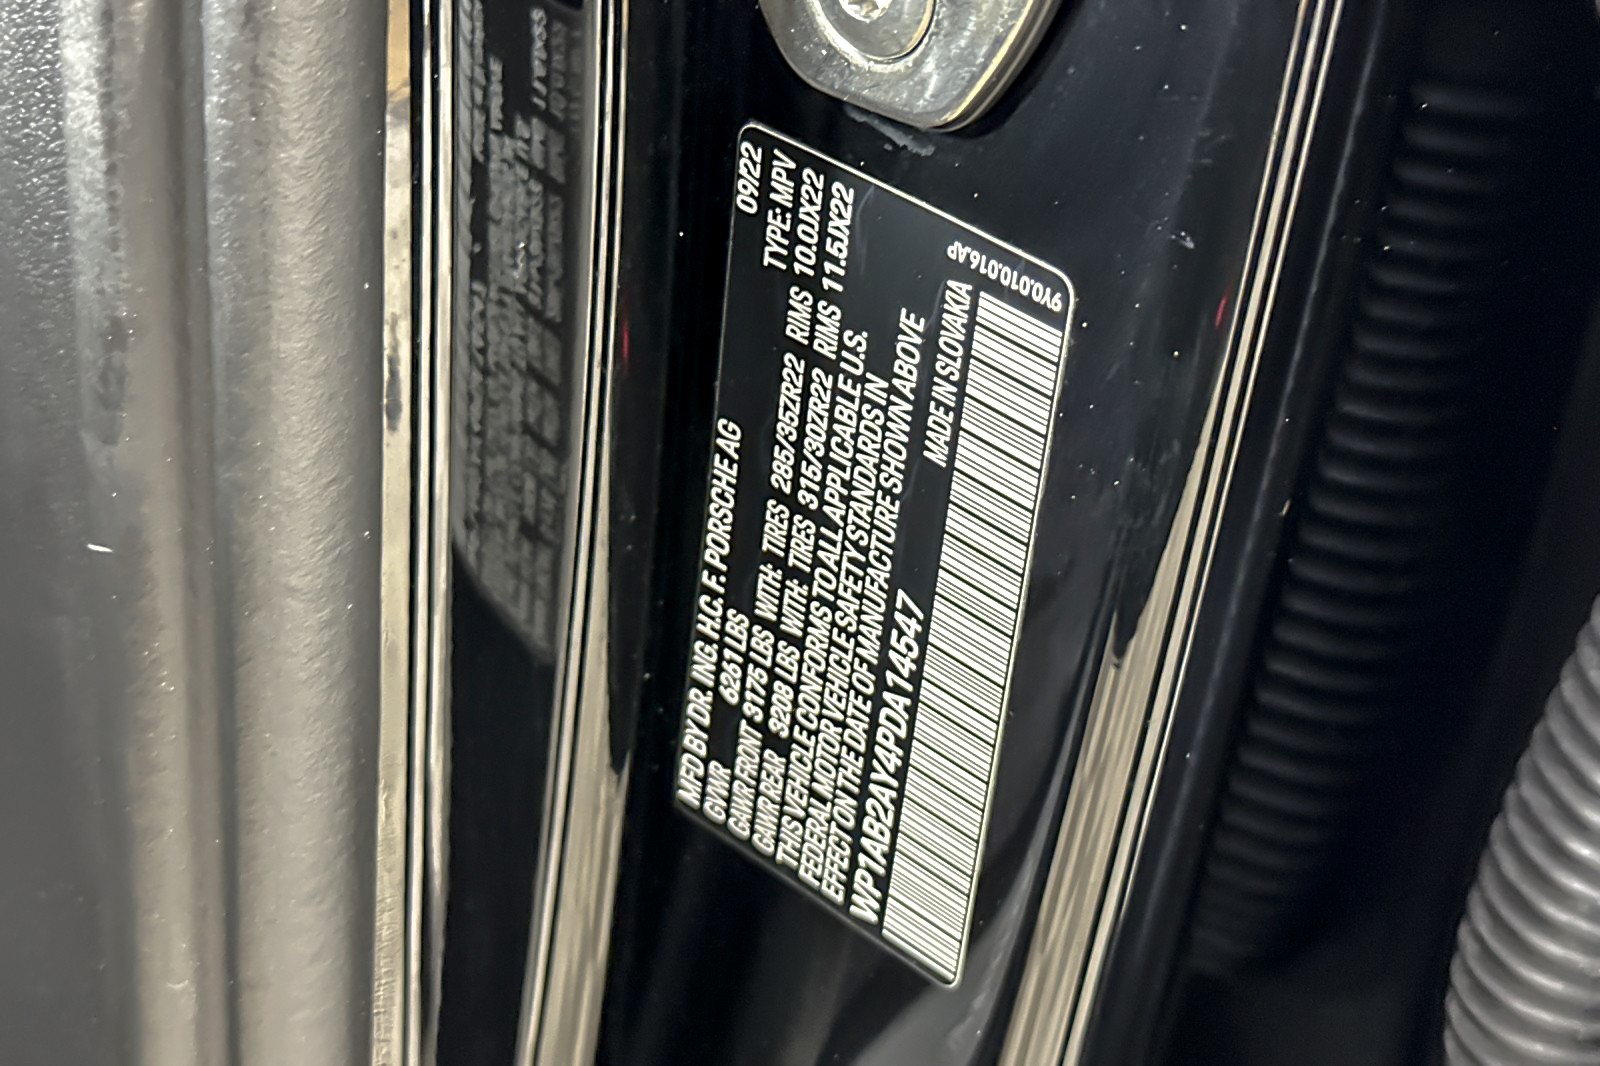 MFD BY DR. ING. H.C. F. PORSCHE AG 09/22
GVWR 6261 LBS TYPE: MPV
GAWR FRONT 3175 LBS WITH: TIRES 285/35ZR22 RIMS 10.0JX22
GAWR REAR 3208 LBS WITH: TIRES 315/30ZR22 RIMS 11.5JX22
THIS VEHICLE CONFORMS TO ALL APPLICABLE U.S.
FEDERAL MOTOR VEHICLE SAFETY STANDARDS IN
EFFECT ON THE DATE OF MANUFACTURE SHOWN ABOVE
WP1AB2AY4PDA14547 MADE IN SLOVAKIA
9Y0.010.016.AP